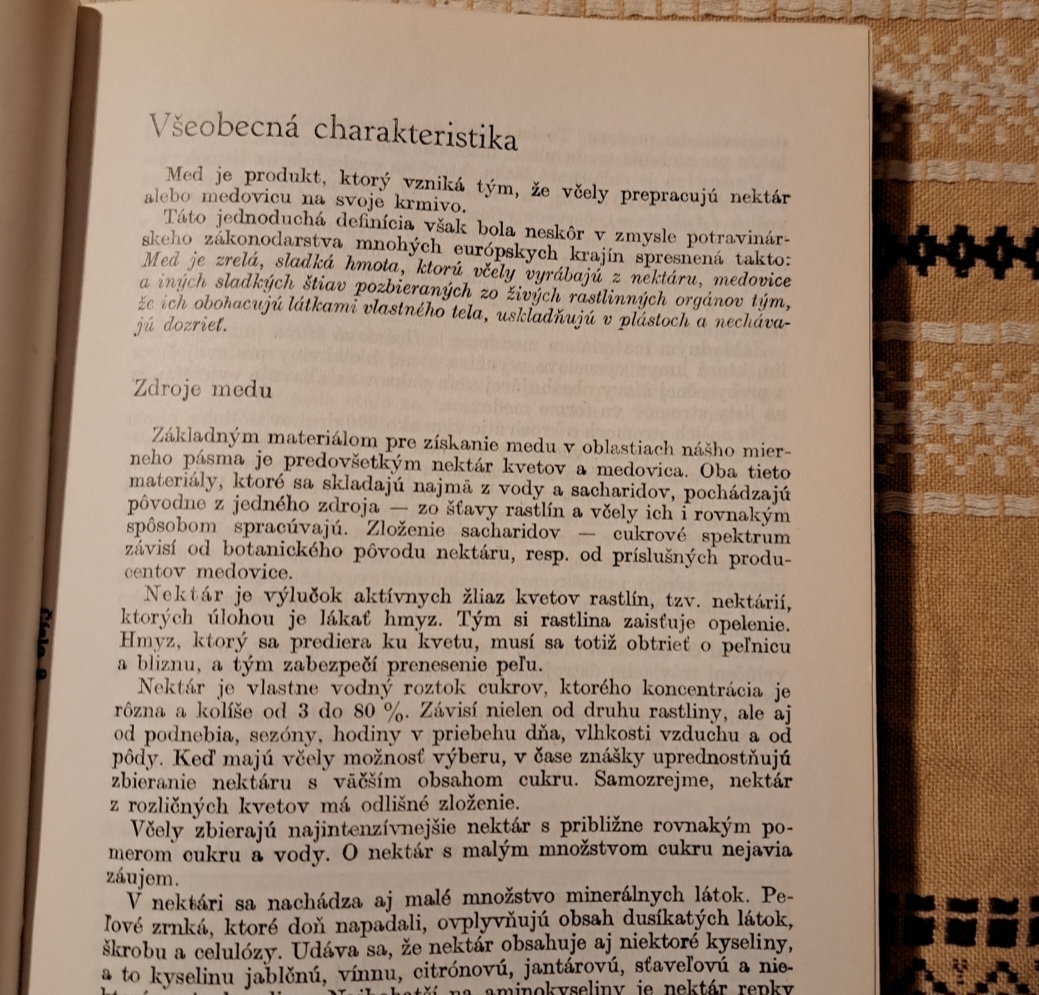 Všeobecná charakteristika
Med je produkt, ktorý vzniká tým, že včely prepracujú nektár
alebo medovicu na svoje krmivo.
Táto jednoduchá definícia však bola neskôr v zmysle potravinár-
skeho zákonodarstva mnohých európskych krajín spresnená takto:
Med je zrelá, sladká hmota, ktorú včely vyrábajú z nektáru, medovice
a iných sladkých štiav pozbieraných zo živých rastlinných orgánov tým,
že ich obohacujú látkami vlastného tela, uskladňujú v plástoch a necháva-
jú dozrieť.
Zdroje medu
Základným materiálom pre získanie medu v oblastiach nášho mier-
neho pásma je predovšetkým nektár kvetov a medovica. Oba tieto
materiály, ktoré sa skladajú najmä z vody a sacharidov, pochádzajú
pôvodne z jedného zdroja — zo šťavy rastlín a včely ich i rovnakým
spôsobom spracúvajú. Zloženie sacharidov — cukrové spektrum
závisí od botanického pôvodu nektáru, resp. od príslušných produ-
centov medovice.
Nektár je výlučok aktívnych žliaz kvetov rastlín, tzv. nektárií,
ktorých úlohou je lákať hmyz. Tým si rastlina zaisťuje opelenie.
Hmyz, ktorý sa prediera ku kvetu, musí sa totiž obtrieť o peľnicu
a bliznu, a tým zabezpečí prenesenie peľu.
Nektár je vlastne vodný roztok cukrov, ktorého koncentrácia je
rôzna a kolíše od 3 do 80 %. Závisí nielen od druhu rastliny, ale aj
od podnebia, sezóny, hodiny v priebehu dňa, vlhkosti vzduchu a od
pôdy. Keď majú včely možnosť výberu, v čase znášky uprednostňujú
zbieranie nektáru s väčším obsahom cukru. Samozrejme, nektár
z rozličných kvetov má odlišné zloženie.
Včely zbierajú najintenzívnejšie nektár s približne rovnakým po-
merom cukru a vody. O nektár s malým množstvom cukru nejavia
záujem.
V nektári sa nachádza aj malé množstvo minerálnych látok. Pe-
ľové zrnká, ktoré doň napadali, ovplyvňujú obsah dusíkatých látok,
škrobu a celulózy. Udáva sa, že nektár obsahuje aj niektoré kyseliny,
a to kyselinu jablčnú, vínnu, citrónovú, jantárovú, sťaveľovú a nie-
na aminokyseliny je nektár repky